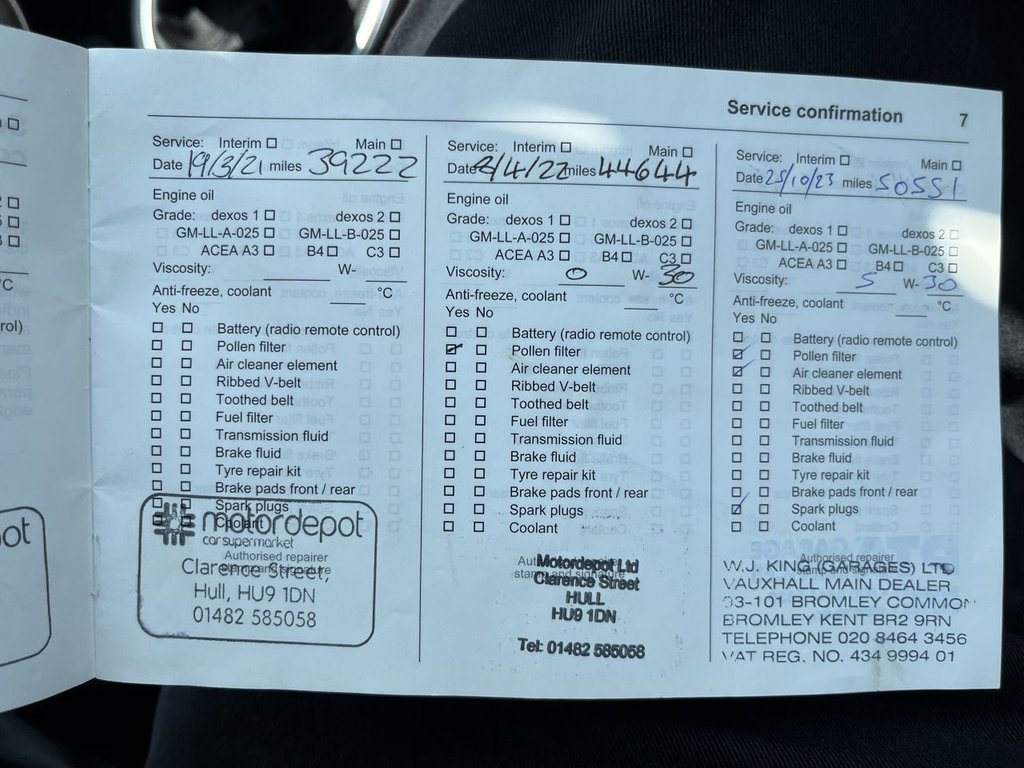 Service confirmation 7
Service: Interim Main
Date 19/3/21 miles 39222
Engine oil
Grade: dexos 1 dexos 2
GM-LL-A-025 GM-LL-B-025
ACEA A3 B4 C3
Viscosity: W-
Anti-freeze, coolant °C
Yes No
Battery (radio remote control)
Pollen filter
Air cleaner element
Ribbed V-belt
Toothed belt
Fuel filter
Transmission fluid
Brake fluid
Tyre repair kit
Brake pads front / rear
Spark plugs
Coolant
motordepot
car supermarket
Authorised repairer
stamp and signature
Clarence Street,
Hull, HU9 1DN
01482 585058
Service: Interim Main
Date /4/22 miles 44644
Engine oil
Grade: dexos 1 dexos 2
GM-LL-A-025 GM-LL-B-025
ACEA A3 B4 C3
Viscosity: 0 W- 30
Anti-freeze, coolant °C
Yes No
Battery (radio remote control)
Pollen filter
Air cleaner element
Ribbed V-belt
Toothed belt
Fuel filter
Transmission fluid
Brake fluid
Tyre repair kit
Brake pads front / rear
Spark plugs
Coolant
Authorised repairer
stamp and signature
Motordepot Ltd
Clarence Street
HULL
HU9 1DN
Tel: 01482 585058
Service: Interim Main
Date 25/10/23 miles 50551
Engine oil
Grade: dexos 1 dexos 2
GM-LL-A-025 GM-LL-B-025
ACEA A3 B4 C3
Viscosity: 5 W- 30
Anti-freeze, coolant °C
Yes No
Battery (radio remote control)
Pollen filter
Air cleaner element
Ribbed V-belt
Toothed belt
Fuel filter
Transmission fluid
Brake fluid
Tyre repair kit
Brake pads front / rear
Spark plugs
Coolant
Authorised repairer
stamp and signature
W.J. KING (GARAGES) LTD
VAUXHALL MAIN DEALER
93-101 BROMLEY COMMON
BROMLEY KENT BR2 9RN
TELEPHONE 020 8464 3456
VAT REG. NO. 434 9994 01